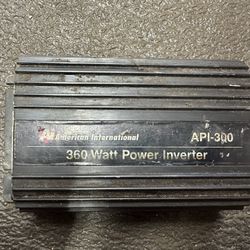 American International
API-300
360 Watt Power Inverter